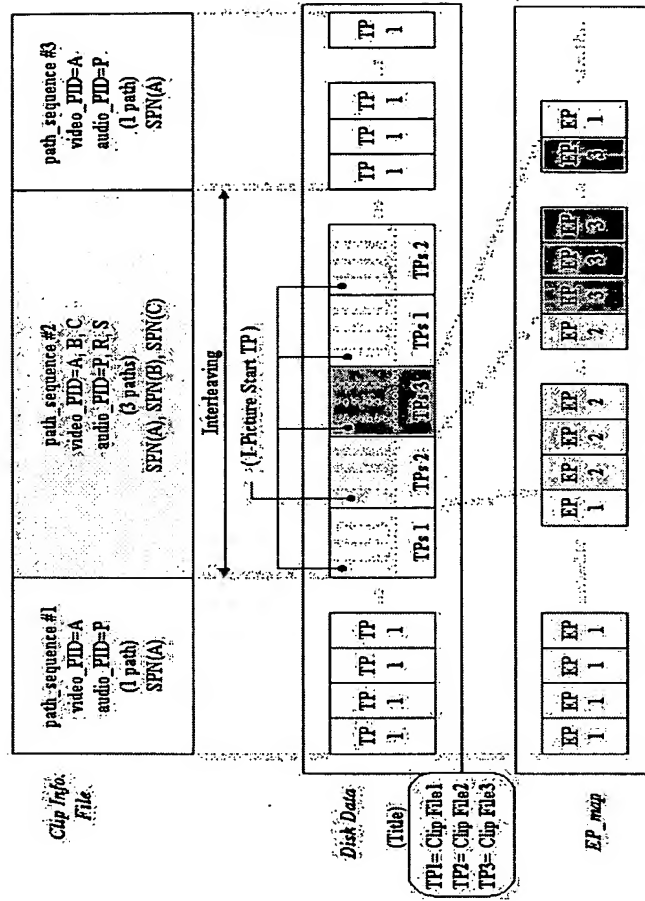 Clip Info.
File
path_sequence #1
video_PID=A
audio_PID=P
(1 path)
SPN(A)
path_sequence #2
video_PID=A, B, C
audio_PID=P, R, S
(3 paths)
SPN(A), SPN(B), SPN(C)
path_sequence #3
video_PID=A
audio_PID=P
(1 path)
SPN(A)
Interleaving
(I-Picture Start TP)
Disk Data
(Title)
TP 1
TP 1
TP 1
TP 1
TPs 1
TPs 2
TPs 1
TPs 2
TP 1
TP 1
TP 1
TP 1
TP1= Clip File1
TP2= Clip File2
TP3= Clip File3
EP_map
EP 1
EP 1
EP 1
EP 1
EP 1
EP 2
EP 2
EP 2
EP 2
EP 3
EP 3
EP 3
EP 3
EP 1